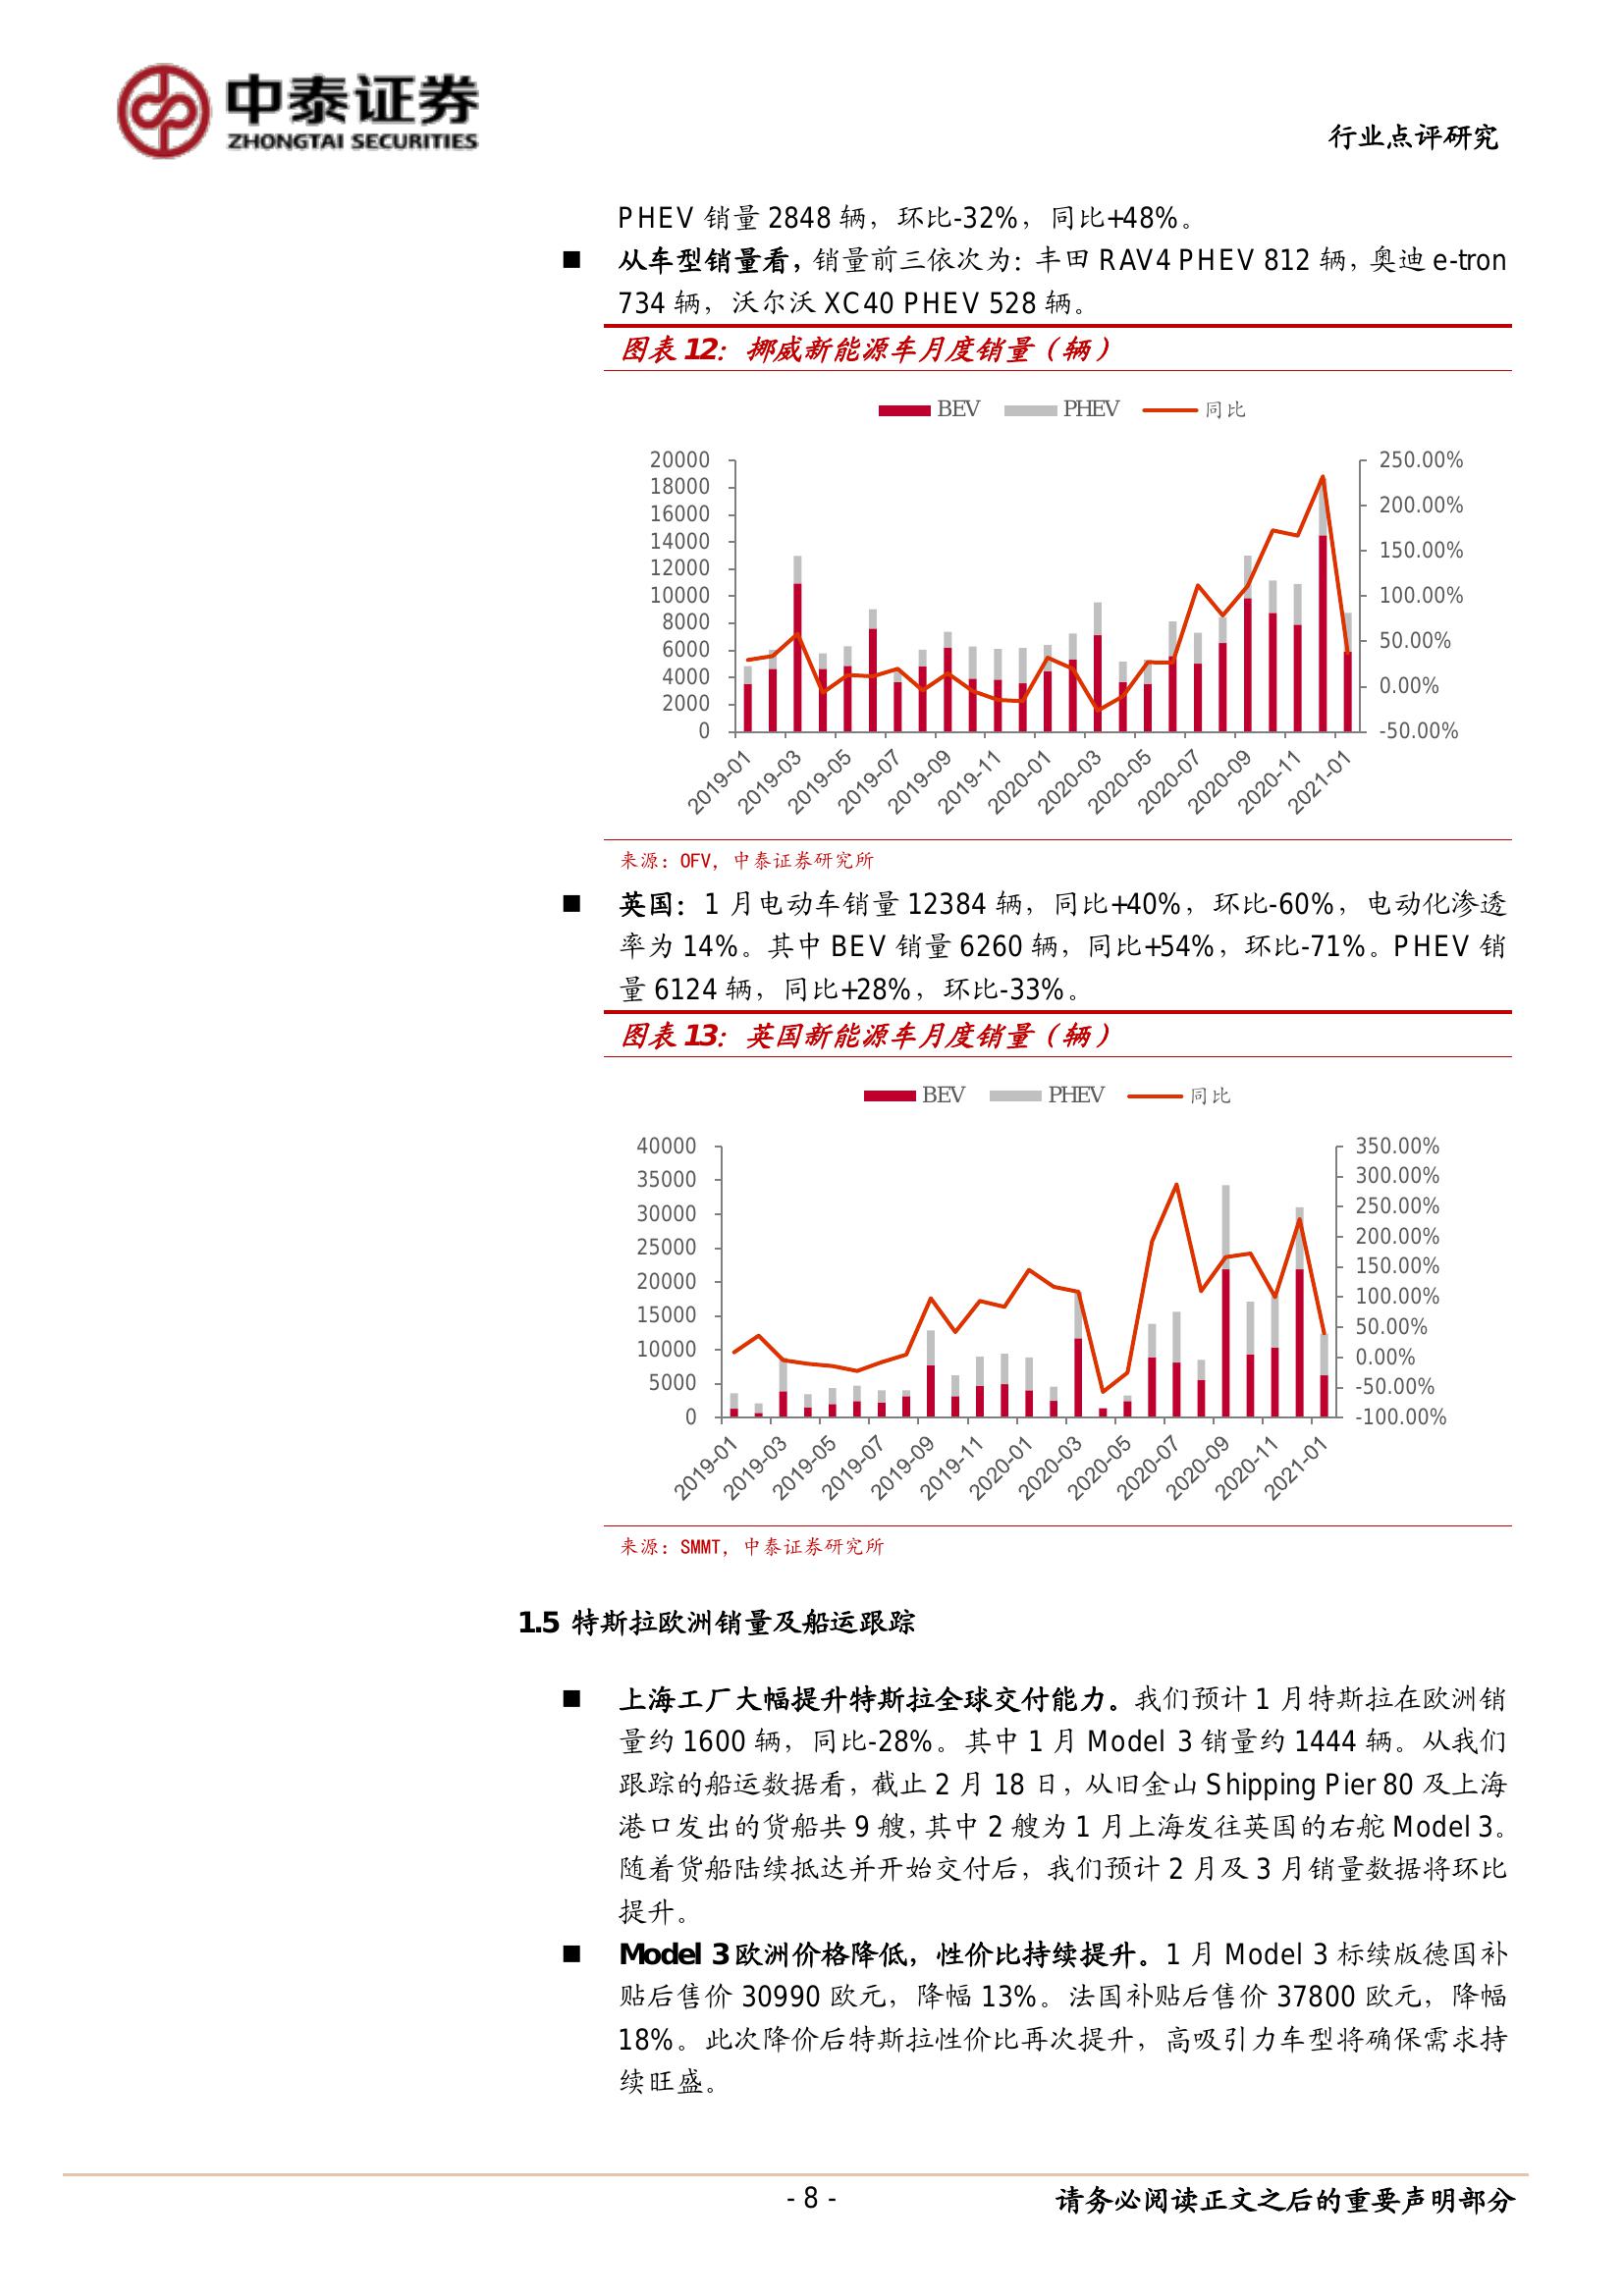 中泰证券
ZHONGTAI SECURITIES
行业点评研究
PHEV 销量 2848 辆，环比-32%，同比+48%。
■ 从车型销量看，销量前三依次为：丰田 RAV4 PHEV 812 辆，奥迪 e-tron
734 辆，沃尔沃 XC40 PHEV 528 辆。
图表 12：挪威新能源车月度销量（辆）
BEV PHEV 同比
20000 250.00%
18000
16000 200.00%
14000 150.00%
12000
10000 100.00%
8000
6000 50.00%
4000 0.00%
2000
0 -50.00%
2019-01 2019-03 2019-05 2019-07 2019-09 2019-11 2020-01 2020-03 2020-05 2020-07 2020-09 2020-11 2021-01
来源：OFV，中泰证券研究所
■ 英国：1 月电动车销量 12384 辆，同比+40%，环比-60%，电动化渗透
率为 14%。其中 BEV 销量 6260 辆，同比+54%，环比-71%。PHEV 销
量 6124 辆，同比+28%，环比-33%。
图表 13：英国新能源车月度销量（辆）
BEV PHEV 同比
40000 350.00%
35000 300.00%
30000 250.00%
25000 200.00%
20000 150.00%
15000 100.00%
10000 50.00%
5000 0.00%
0 -50.00%
-100.00%
2019-01 2019-03 2019-05 2019-07 2019-09 2019-11 2020-01 2020-03 2020-05 2020-07 2020-09 2020-11 2021-01
来源：SMMT，中泰证券研究所
1.5 特斯拉欧洲销量及船运跟踪
■ 上海工厂大幅提升特斯拉全球交付能力。我们预计 1 月特斯拉在欧洲销
量约 1600 辆，同比-28%。其中 1 月 Model 3 销量约 1444 辆。从我们
跟踪的船运数据看，截止 2 月 18 日，从旧金山 Shipping Pier 80 及上海
港口发出的货船共 9 艘，其中 2 艘为 1 月上海发往英国的右舵 Model 3。
随着货船陆续抵达并开始交付后，我们预计 2 月及 3 月销量数据将环比
提升。
■ Model 3 欧洲价格降低，性价比持续提升。1 月 Model 3 标续版德国补
贴后售价 30990 欧元，降幅 13%。法国补贴后售价 37800 欧元，降幅
18%。此次降价后特斯拉性价比再次提升，高吸引力车型将确保需求持
续旺盛。
- 8 -
请务必阅读正文之后的重要声明部分